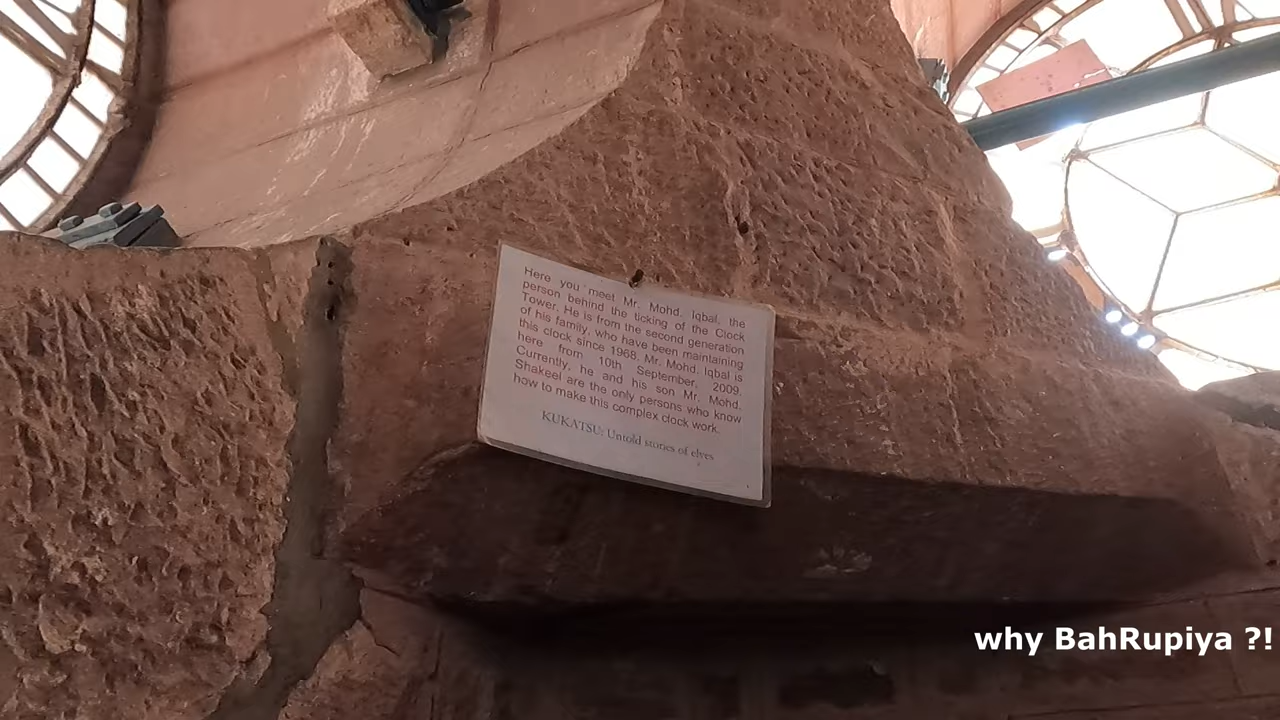 Here you meet Mr. Mohd. Iqbal, the
person behind the ticking of the Clock
Tower. He is from the second generation
of his family, who have been maintaining
this clock since 1968. Mr. Mohd. Iqbal is
here from 10th September, 2009.
Currently, he and his son Mr. Mohd.
Shakeel are the only persons who know
how to make this complex clock work.
KUKATSU: Untold stories of elves
why BahRupiya ?!